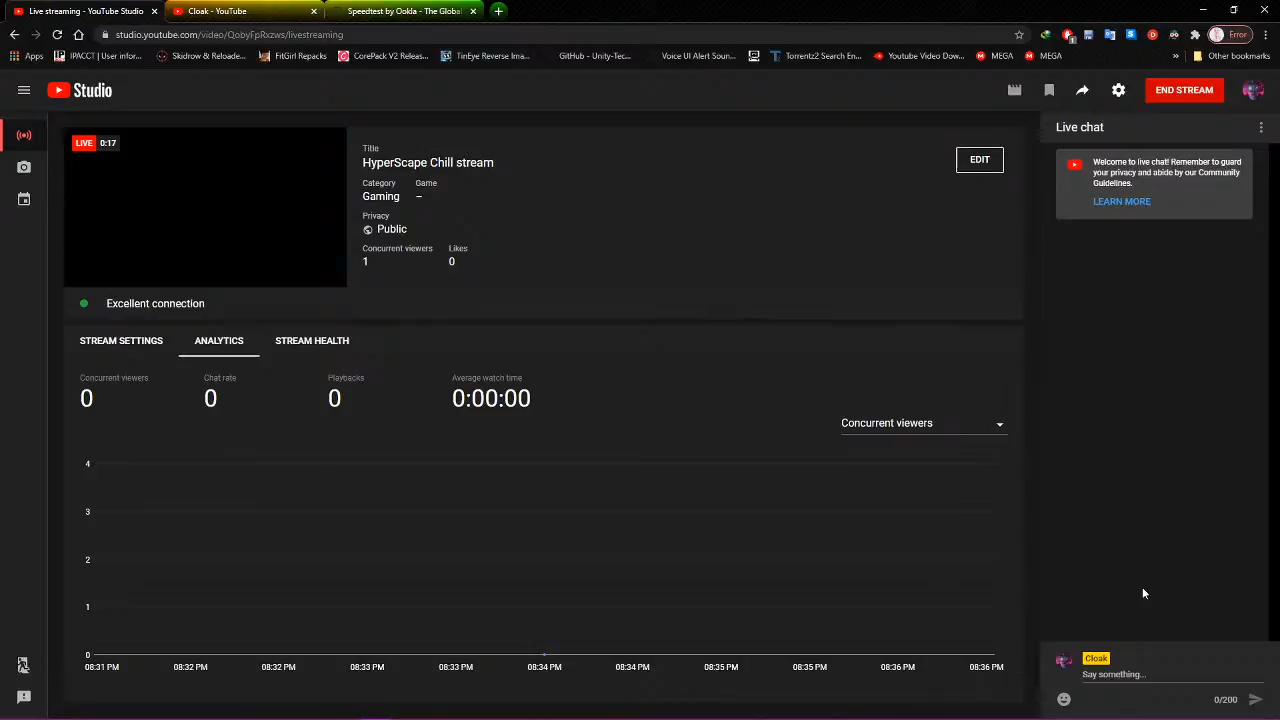 Live streaming - YouTube Studio
Cloak - YouTube
Speedtest by Ookla - The Global
studio.youtube.com/video/QobyFpRxzws/livestreaming
Error
Apps
IPACCT | User infor...
Skidrow & Reloade...
FitGirl Repacks
CorePack V2 Releas...
TinEye Reverse Ima...
GitHub - Unity-Tec...
Voice UI Alert Soun...
Torrentz2 Search En...
Youtube Video Dow...
MEGA
MEGA
Other bookmarks
Studio
END STREAM
LIVE 0:17
Title
HyperScape Chill stream
EDIT
Category Game
Gaming –
Privacy
Public
Concurrent viewers Likes
1 0
Excellent connection
STREAM SETTINGS ANALYTICS STREAM HEALTH
Concurrent viewers Chat rate Playbacks Average watch time
0 0 0 0:00:00
Concurrent viewers
4
3
2
1
0
08:31 PM 08:32 PM 08:32 PM 08:33 PM 08:33 PM 08:34 PM 08:34 PM 08:35 PM 08:35 PM 08:36 PM 08:36 PM
Live chat
Welcome to live chat! Remember to guard
your privacy and abide by our Community
Guidelines.
LEARN MORE
Cloak
Say something...
0/200